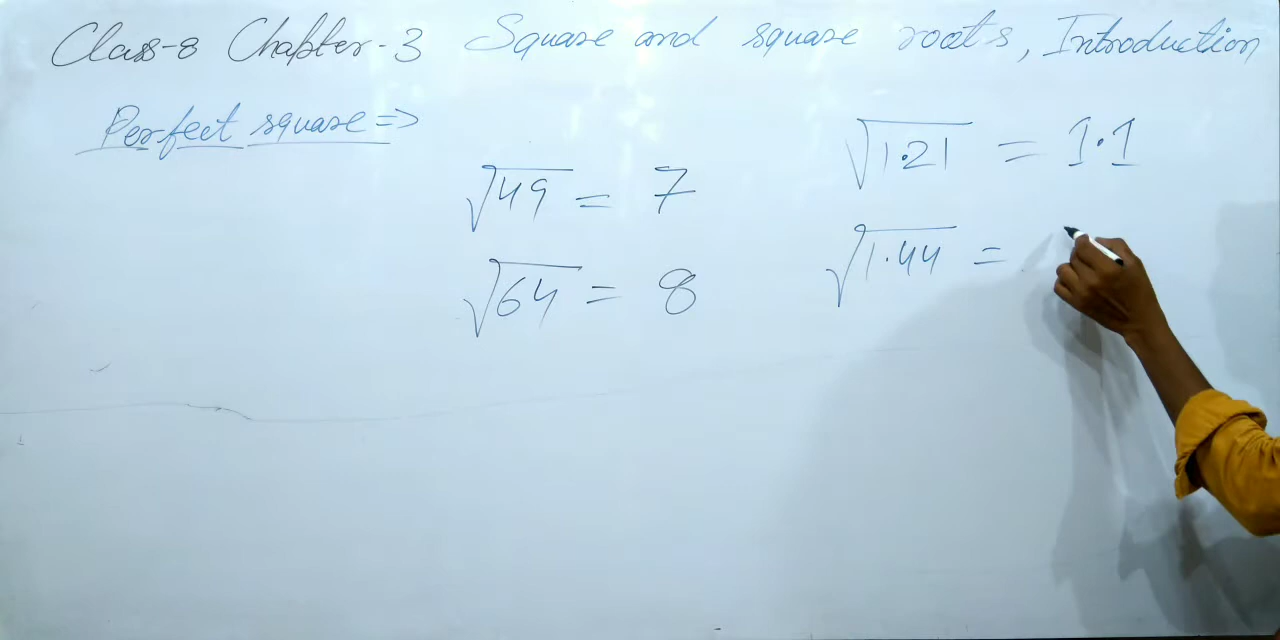 Class-8 Chapter-3 Square and square roots, Introduction
Perfect square =>
√49 = 7
√64 = 8
√1.21 = 1.1
√1.44 =